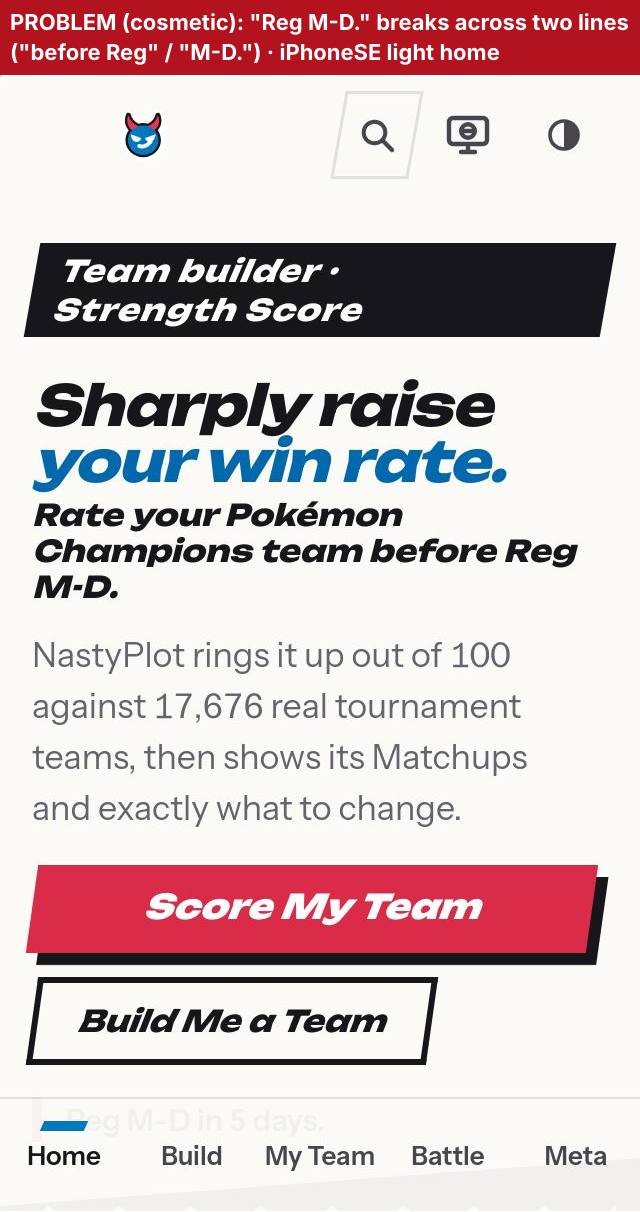 PROBLEM (cosmetic): "Reg M-D." breaks across two lines
("before Reg" / "M-D.") · iPhoneSE light home
Team builder •
Strength Score
Sharply raise
your win rate.
Rate your Pokémon
Champions team before Reg
M-D.
NastyPlot rings it up out of 100
against 17,676 real tournament
teams, then shows its Matchups
and exactly what to change.
Score My Team
Build Me a Team
Reg M-D in 5 days.
Home Build My Team Battle Meta